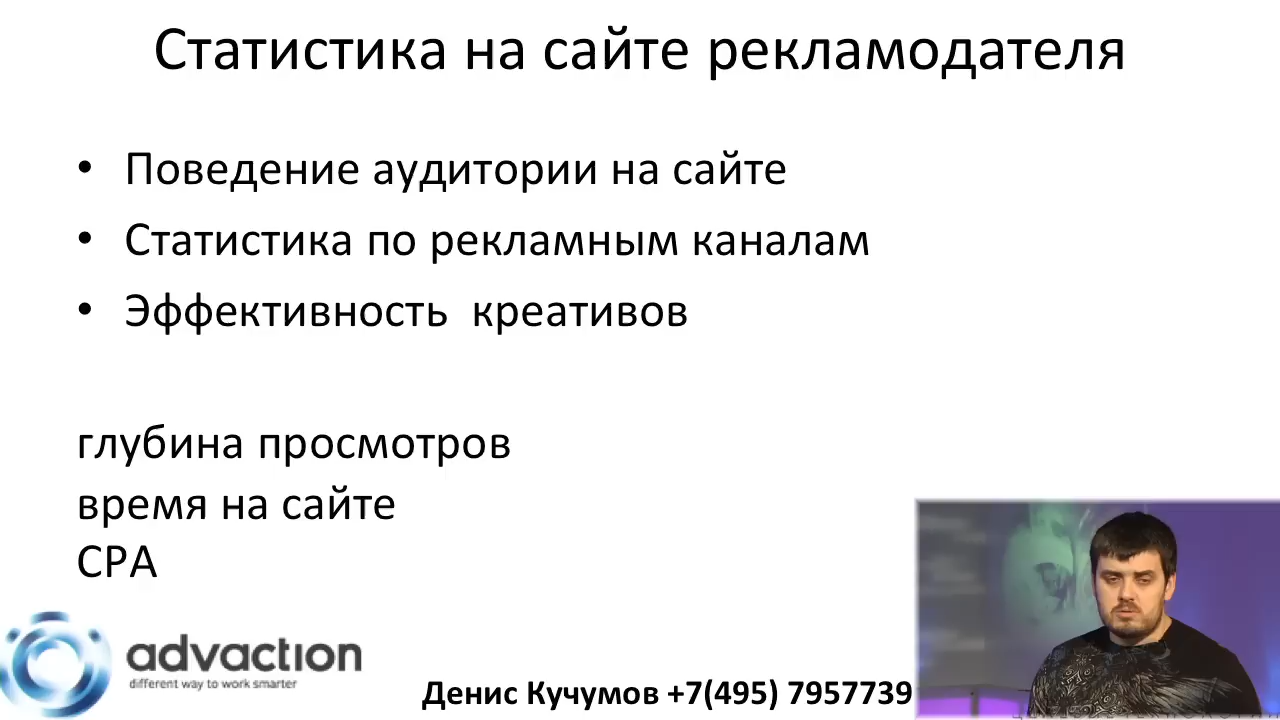 Статистика на сайте рекламодателя
• Поведение аудитории на сайте
• Статистика по рекламным каналам
• Эффективность креативов
глубина просмотров
время на сайте
CPA
advaction
different way to work smarter
Денис Кучумов +7(495) 7957739